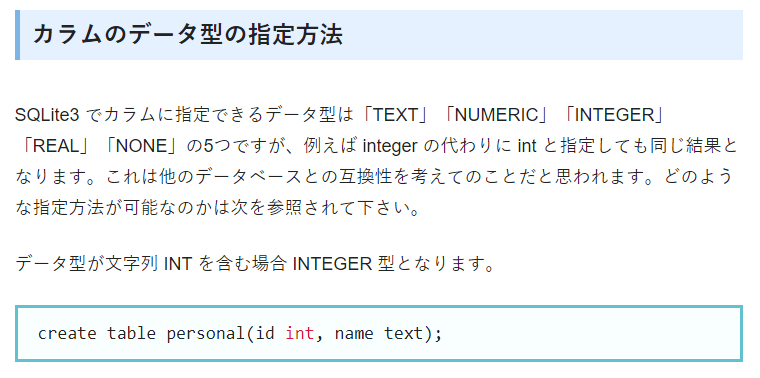 カラムのデータ型の指定方法
SQLite3 でカラムに指定できるデータ型は「TEXT」「NUMERIC」「INTEGER」
「REAL」「NONE」の5つですが、例えば integer の代わりに int と指定しても同じ結果と
なります。これは他のデータベースとの互換性を考えてのことだと思われます。どのよう
な指定方法が可能なのかは次を参照されて下さい。
データ型が文字列 INT を含む場合 INTEGER 型となります。
create table personal(id int, name text);